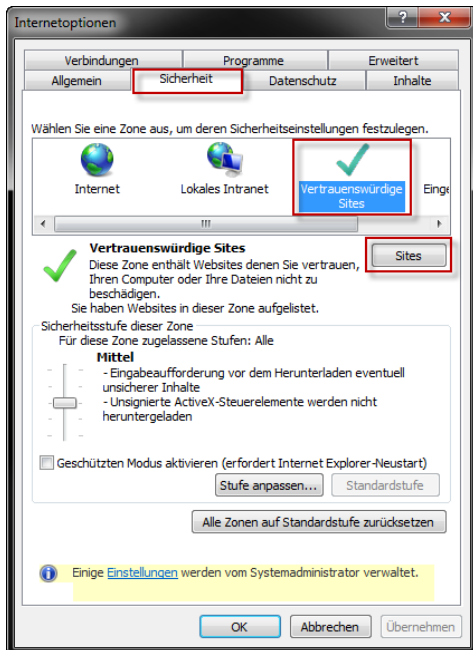 Internetoptionen
?
X
Verbindungen Programme Erweitert
Allgemein Sicherheit Datenschutz Inhalte
Wählen Sie eine Zone aus, um deren Sicherheitseinstellungen festzulegen.
Internet Lokales Intranet Vertrauenswürdige Sites Einge
Vertrauenswürdige Sites
Sites
Diese Zone enthält Websites denen Sie vertrauen,
Ihren Computer oder Ihre Dateien nicht zu
beschädigen.
Sie haben Websites in dieser Zone aufgelistet.
Sicherheitsstufe dieser Zone
Für diese Zone zugelassene Stufen: Alle
Mittel
- Eingabeaufforderung vor dem Herunterladen eventuell
unsicherer Inhalte
- Unsignierte ActiveX-Steuerelemente werden nicht
heruntergeladen
Geschützten Modus aktivieren (erfordert Internet Explorer-Neustart)
Stufe anpassen... Standardstufe
Alle Zonen auf Standardstufe zurücksetzen
Einige Einstellungen werden vom Systemadministrator verwaltet.
OK Abbrechen Übernehmen